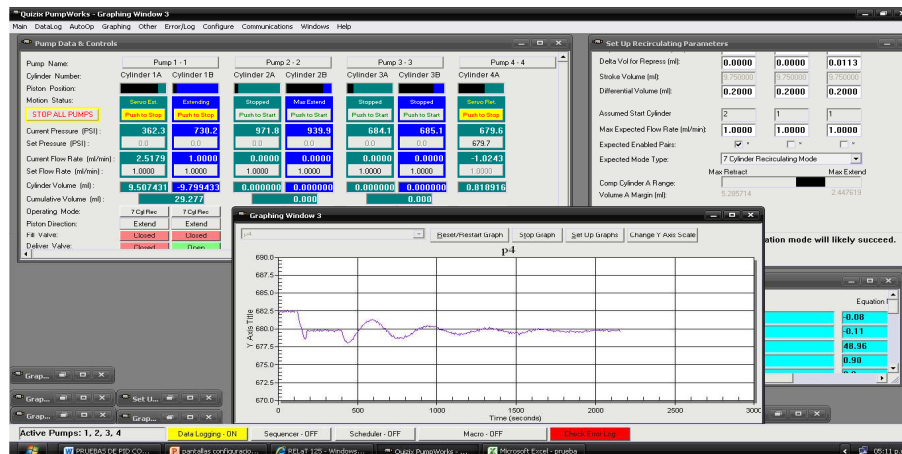 Quizix PumpWorks - Graphing Window 3
Main DataLog AutoOp Graphing Other Error/Log Configure Communications Windows Help
Pump Data & Controls
Pump Name: Pump 1 - 1 Pump 2 - 2 Pump 3 - 3 Pump 4 - 4
Cylinder Number: Cylinder 1A Cylinder 1B Cylinder 2A Cylinder 2B Cylinder 3A Cylinder 3B Cylinder 4A
Piston Position:
Motion Status: Servo Ext. Extending Stopped Max Extend Stopped Stopped Servo Ret.
STOP ALL PUMPS Push to Stop Push to Stop Push to Start Push to Start Push to Start Push to Start Push to Stop
Current Pressure (PSI) : 362.3 730.2 971.8 939.9 684.1 685.1 679.6
Set Pressure (PSI) : 0.0 0.0 0.0 0.0 0.0 0.0 679.7
Current Flow Rate (ml/min) : 2.5179 1.0000 0.0000 0.0000 0.0000 0.0000 -1.0243
Set Flow Rate (ml/min) : 1.0000 1.0000 1.0000 1.0000 1.0000 1.0000 1.0000
Cylinder Volume (ml) : 9.507431 -9.799433 0.000000 0.000000 0.000000 0.000000 0.818916
Cumulative Volume (ml) : 29.277 0.000 0.000
Operating Mode: 7 Cyl Rec 7 Cyl Rec
Piston Direction: Extend Extend
Fill Valve: Closed Closed
Deliver Valve: Closed Open
Set Up Recirculating Parameters
Delta Vol for Repress (ml): 0.0000 0.0000 0.0113
Stroke Volume (ml): 9.750000 9.750000 9.750000
Differential Volume (ml): 0.2000 0.2000 0.2000
Assumed Start Cylinder 2 1 1
Max Expected Flow Rate (ml/min): 1.0000 1.0000 1.0000
Expected Enabled Pairs: * * *
Expected Mode Type: 7 Cylinder Recirculating Mode
Max Retract Max Extend
Comp Cylinder A Range:
Volume A Margin (ml): 5.285714 2.447619
ation mode will likely succeed.
Equation
-0.08
-0.11
48.96
0.90
Graphing Window 3
p4
Reset/Restart Graph Stop Graph Set Up Graphs Change Y Axis Scale
p4
690.0
687.5
685.0
682.5
680.0
677.5
675.0
672.5
670.0
Y Axis Title
0 500 1000 1500 2000 2500 3000
Time (seconds)
Grap...
Grap... Set U...
Grap... Grap...
Active Pumps: 1, 2, 3, 4 Data Logging - ON Sequencer - OFF Scheduler - OFF Macro - OFF Check Error Log
PRUEBAS DE PID CO... pantallas configuracio... RELaT 125 - Windows... Quizix PumpWorks - ... Microsoft Excel - prueba 05:11 p.